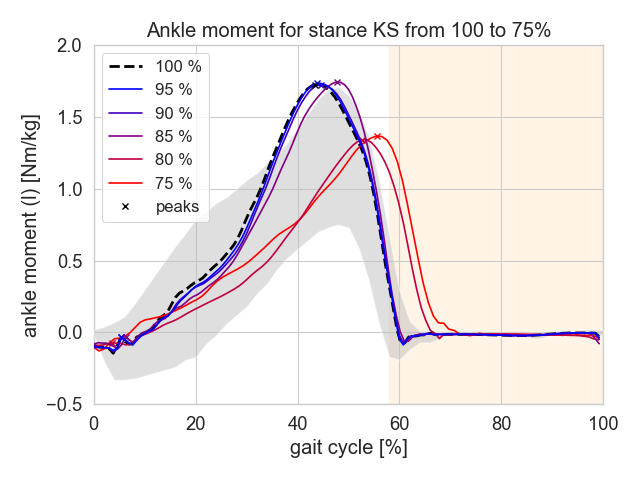 Ankle moment for stance KS from 100 to 75%
ankle moment (l) [Nm/kg]
2.0
1.5
1.0
0.5
0.0
−0.5
100 %
95 %
90 %
85 %
80 %
75 %
peaks
0 20 40 60 80 100
gait cycle [%]